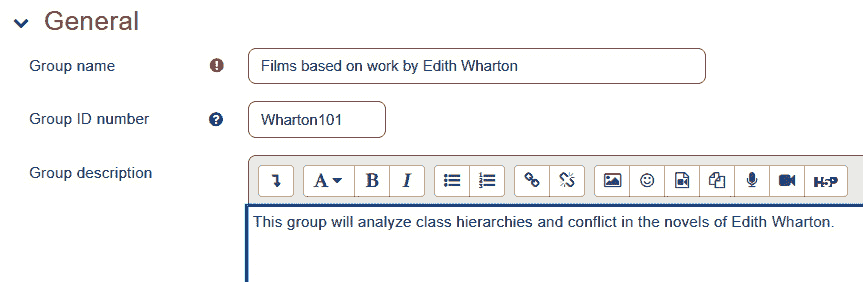 General
Group name
Films based on work by Edith Wharton
Group ID number
Wharton101
Group description
A B I H5P
This group will analyze class hierarchies and conflict in the novels of Edith Wharton.